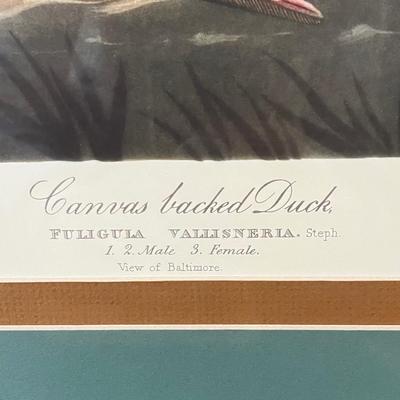 Canvas backed Duck,
FULIGULA VALLISNERIA. Steph.
1. 2. Male 3. Female.
View of Baltimore.